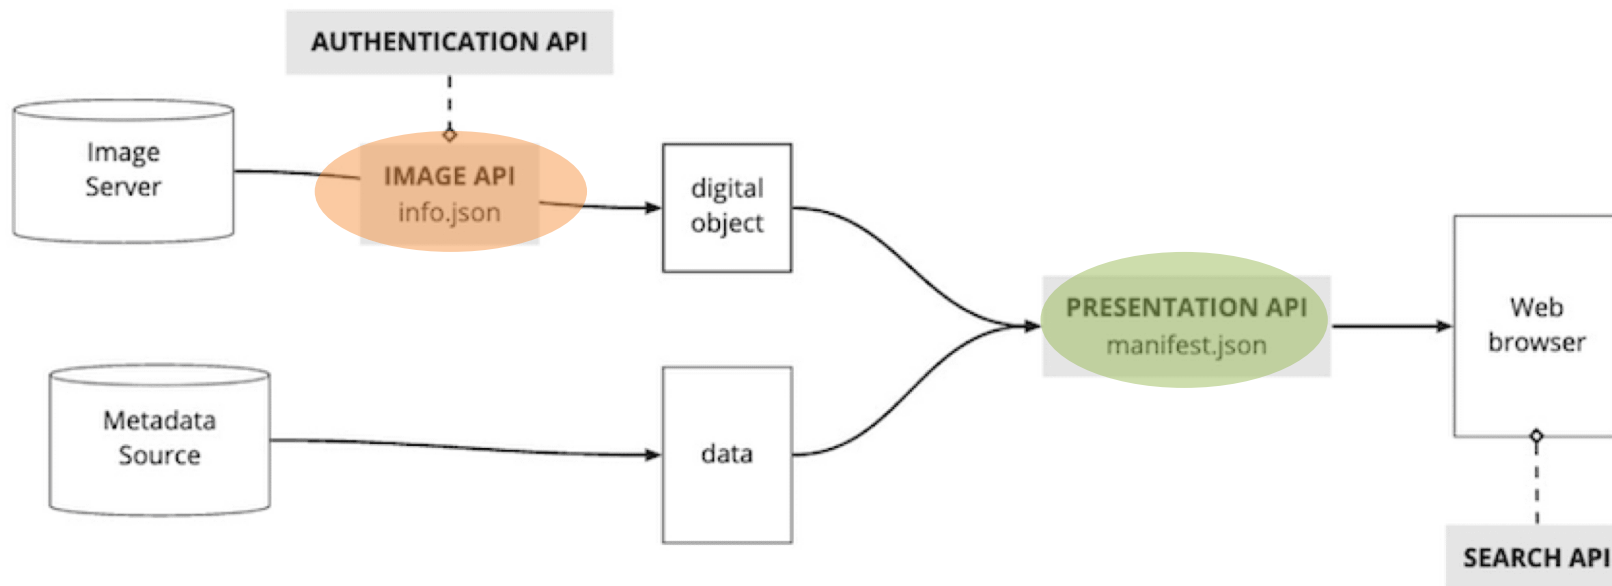 AUTHENTICATION API
Image
Server
IMAGE API
info.json
digital
object
PRESENTATION API
manifest.json
Web
browser
Metadata
Source
data
SEARCH API